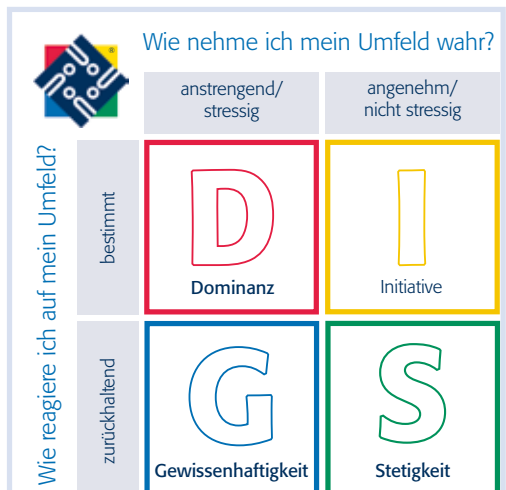 Wie nehme ich mein Umfeld wahr?
anstrengend/
stressig
angenehm/
nicht stressig
Wie reagiere ich auf mein Umfeld?
bestimmt
D
Dominanz
I
Initiative
zurückhaltend
G
Gewissenhaftigkeit
S
Stetigkeit